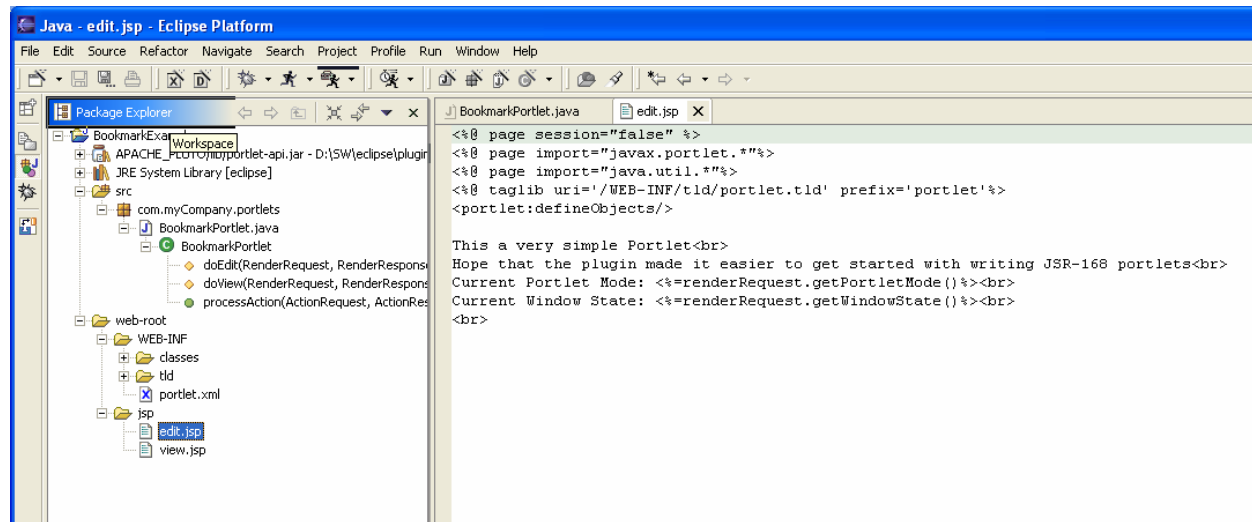 Java - edit.jsp - Eclipse Platform
File Edit Source Refactor Navigate Search Project Profile Run Window Help
Package Explorer
BookmarkExa
Workspace
APACHE_PLUTO/lib/portlet-api.jar - D:\SW\eclipse\plugin
JRE System Library [eclipse]
src
com.myCompany.portlets
BookmarkPortlet.java
BookmarkPortlet
doEdit(RenderRequest, RenderRespons
doView(RenderRequest, RenderRespons
processAction(ActionRequest, ActionRes
web-root
WEB-INF
classes
tld
portlet.xml
jsp
edit.jsp
view.jsp
BookmarkPortlet.java edit.jsp
<%@ page session="false" %>
<%@ page import="javax.portlet.*"%>
<%@ page import="java.util.*"%>
<%@ taglib uri='/WEB-INF/tld/portlet.tld' prefix='portlet'%>
<portlet:defineObjects/>
This a very simple Portlet<br>
Hope that the plugin made it easier to get started with writing JSR-168 portlets<br>
Current Portlet Mode: <%=renderRequest.getPortletMode()%><br>
Current Window State: <%=renderRequest.getWindowState()%><br>
<br>